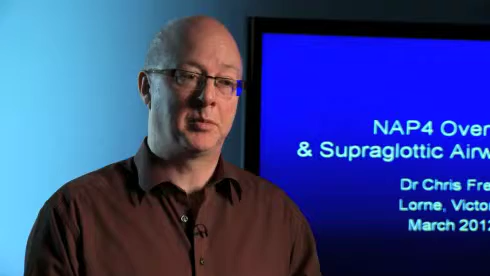 NAP4 Over
& Supraglottic Airw
Dr Chris Fre
Lorne, Victor
March 2012